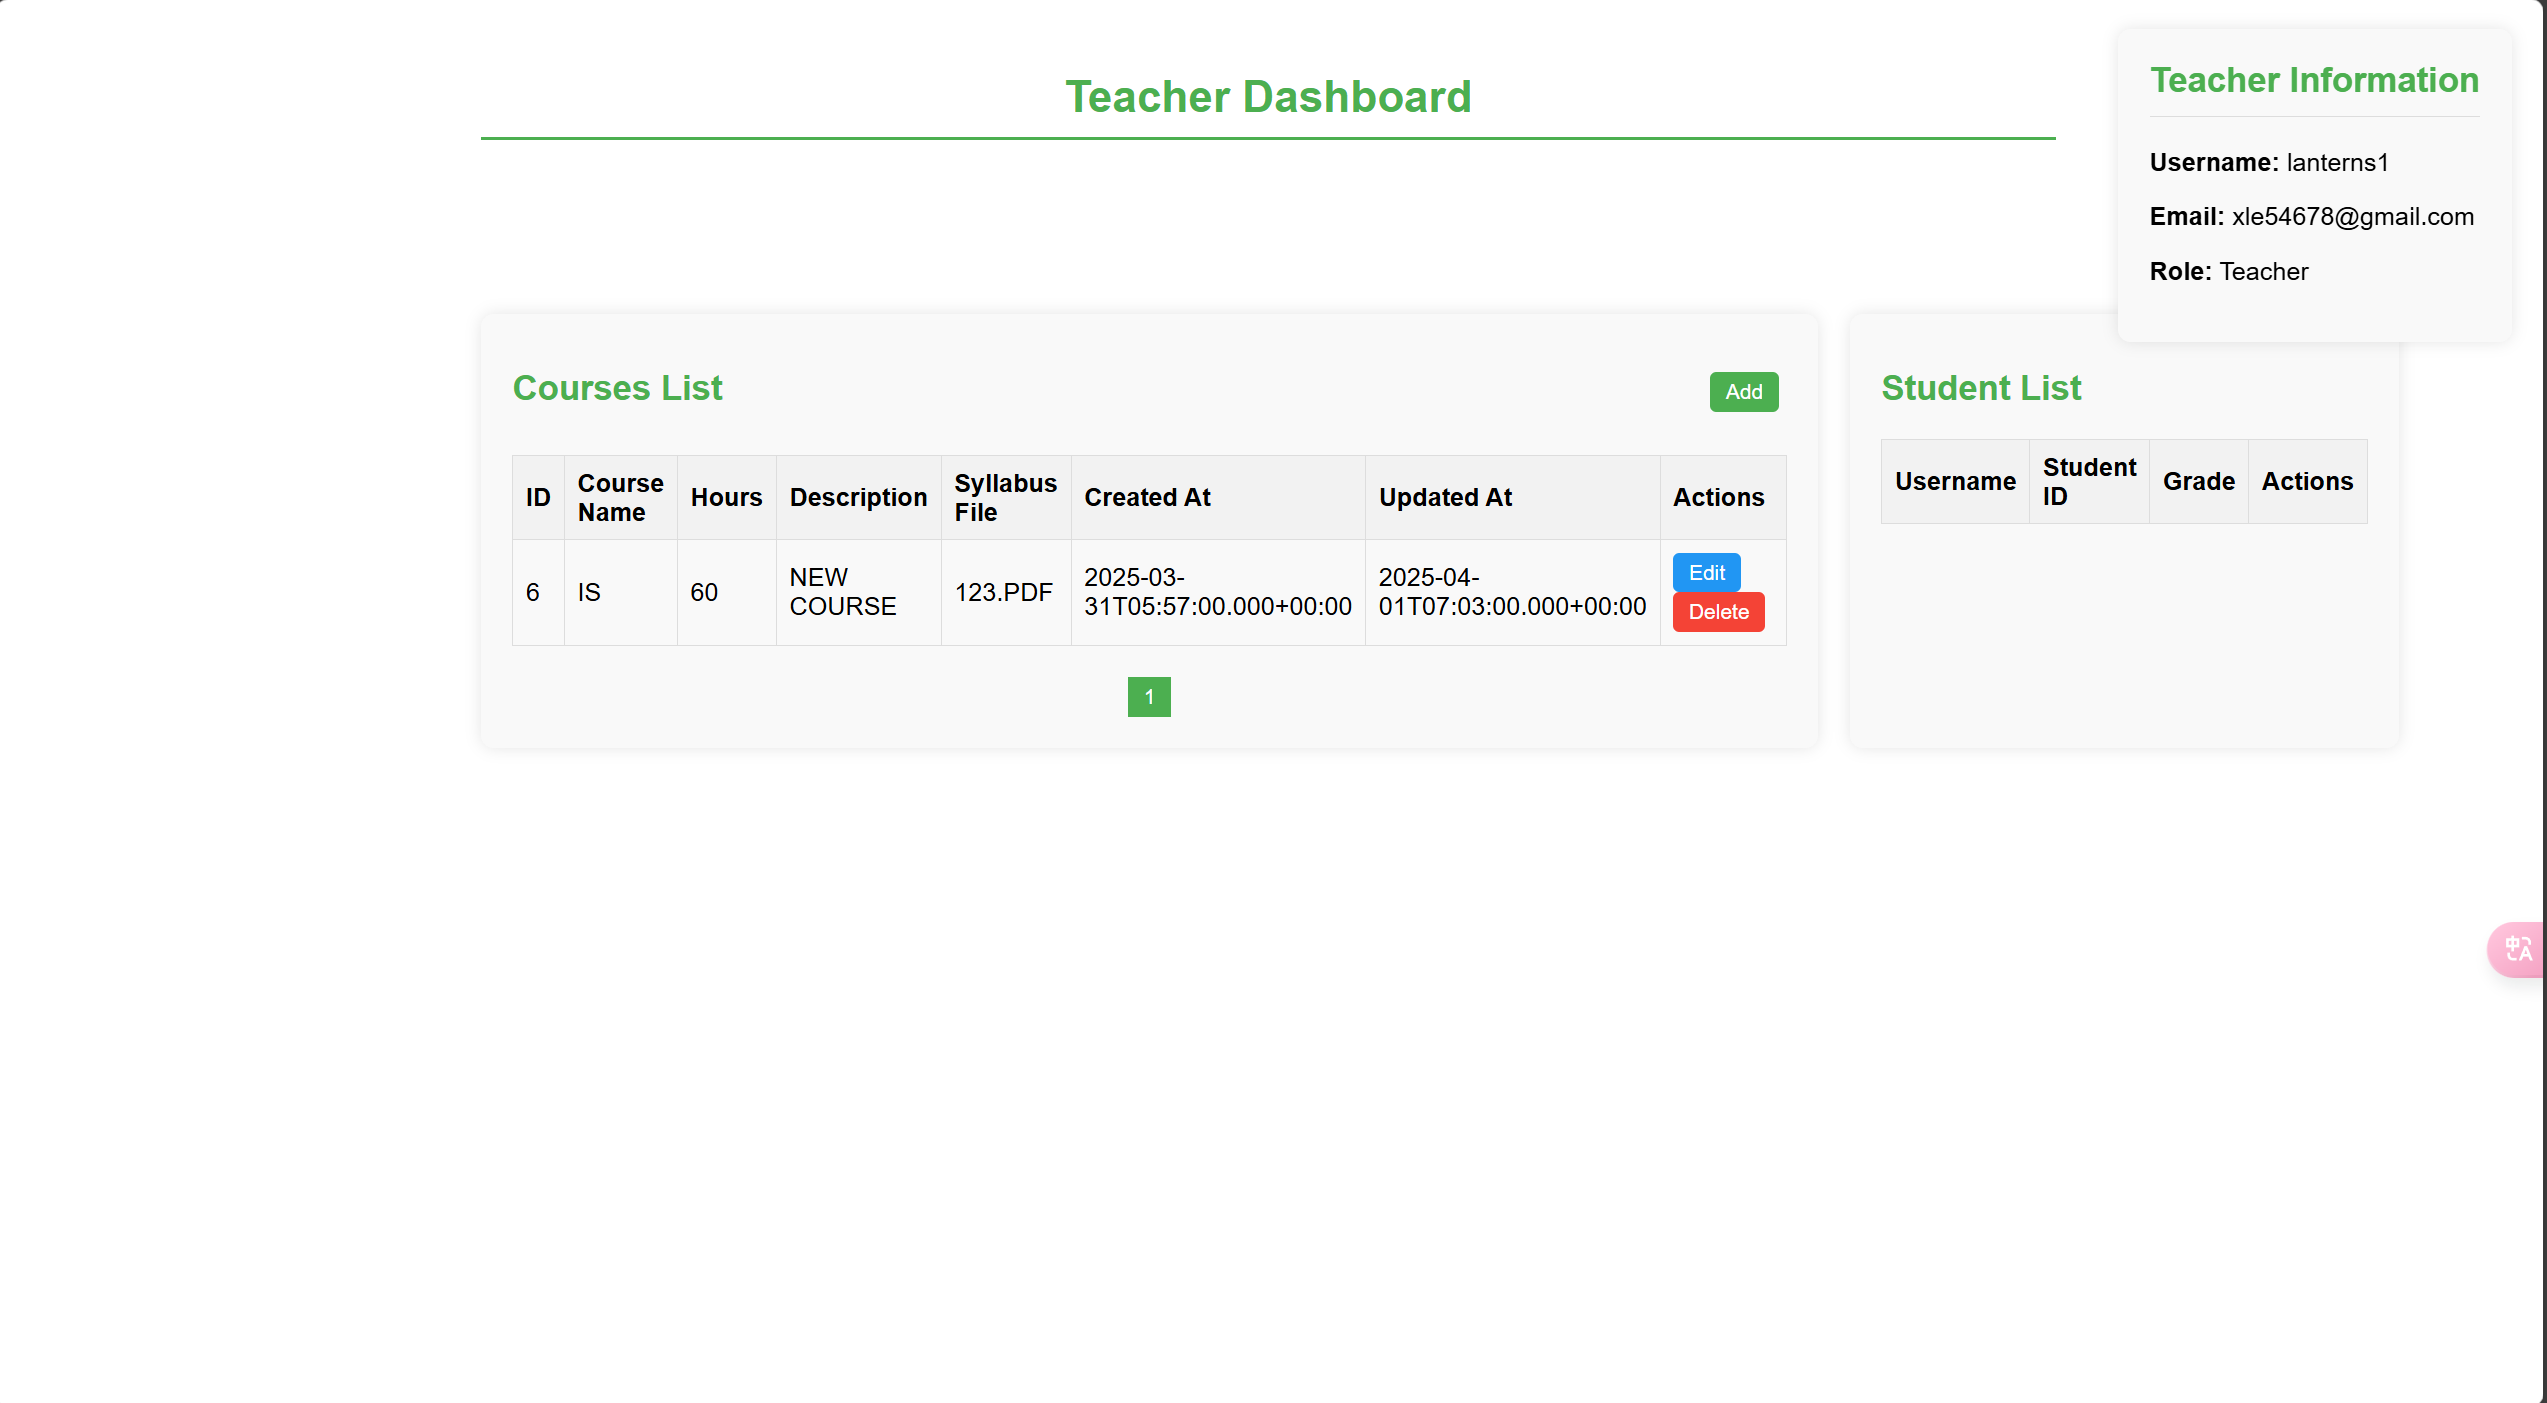 Teacher Dashboard
Teacher Information
Username: lanterns1
Email: xle54678@gmail.com
Role: Teacher
Courses List
Add
ID
Course
Name
Hours
Description
Syllabus
File
Created At
Updated At
Actions
6
IS
60
NEW
COURSE
123.PDF
2025-03-
31T05:57:00.000+00:00
2025-04-
01T07:03:00.000+00:00
Edit
Delete
1
Student List
Username
Student
ID
Grade
Actions
中A